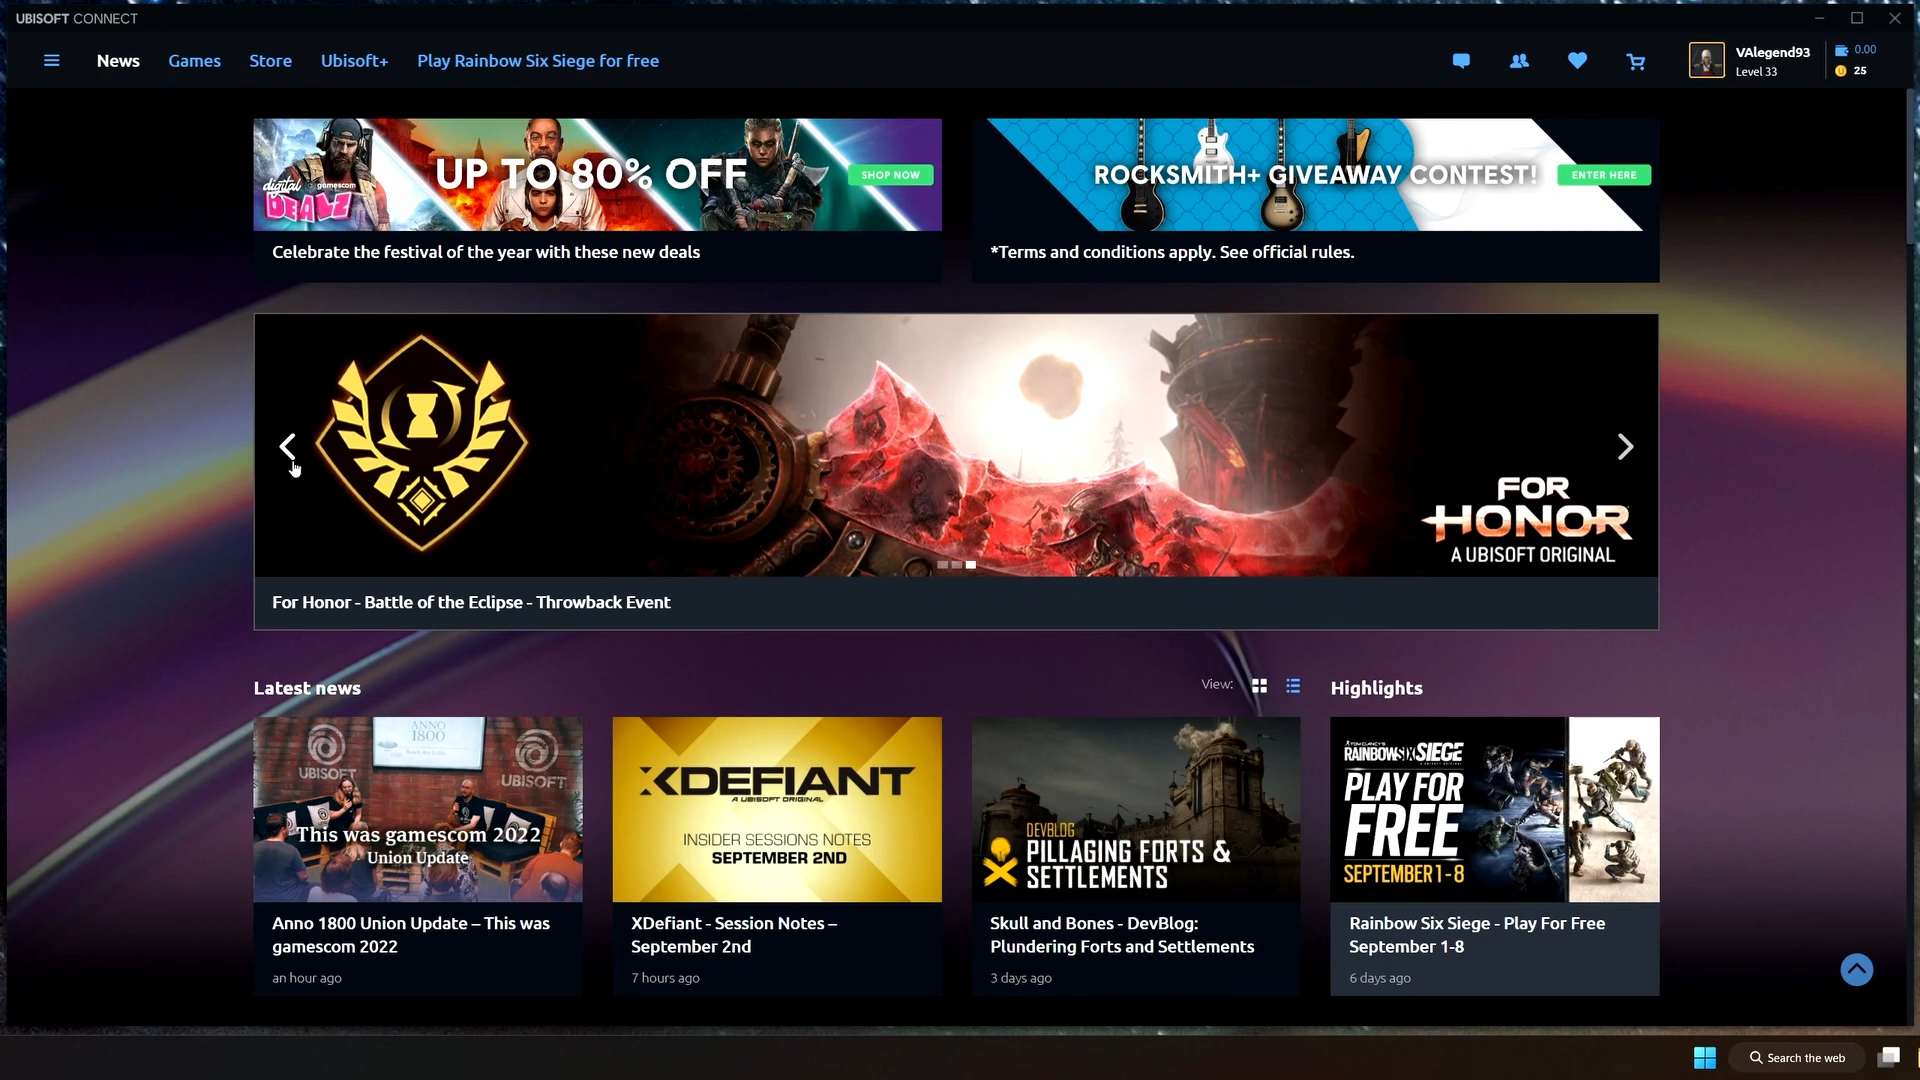 UBISOFT CONNECT
News
Games
Store
Ubisoft+
Play Rainbow Six Siege for free
VAlegend93
Level 33
0.00
25
digital
gamescom
DEALZ
UP TO 80% OFF
SHOP NOW
Celebrate the festival of the year with these new deals
ROCKSMITH+ GIVEAWAY CONTEST!
ENTER HERE
*Terms and conditions apply. See official rules.
FOR
HONOR
A UBISOFT ORIGINAL
For Honor - Battle of the Eclipse - Throwback Event
Latest news
View:
Highlights
ANNO
1800
UBISOFT
UBISOFT
This was gamescom 2022
Union Update
Anno 1800 Union Update – This was
gamescom 2022
an hour ago
XDEFIANT
A UBISOFT ORIGINAL
INSIDER SESSIONS NOTES
SEPTEMBER 2ND
XDefiant - Session Notes –
September 2nd
7 hours ago
DEVBLOG
PILLAGING FORTS &
SETTLEMENTS
Skull and Bones - DevBlog:
Plundering Forts and Settlements
3 days ago
TOM CLANCY'S
RAINBOWSIX SIEGE
PLAY FOR
FREE
SEPTEMBER 1-8
Rainbow Six Siege - Play For Free
September 1-8
6 days ago
Search the web